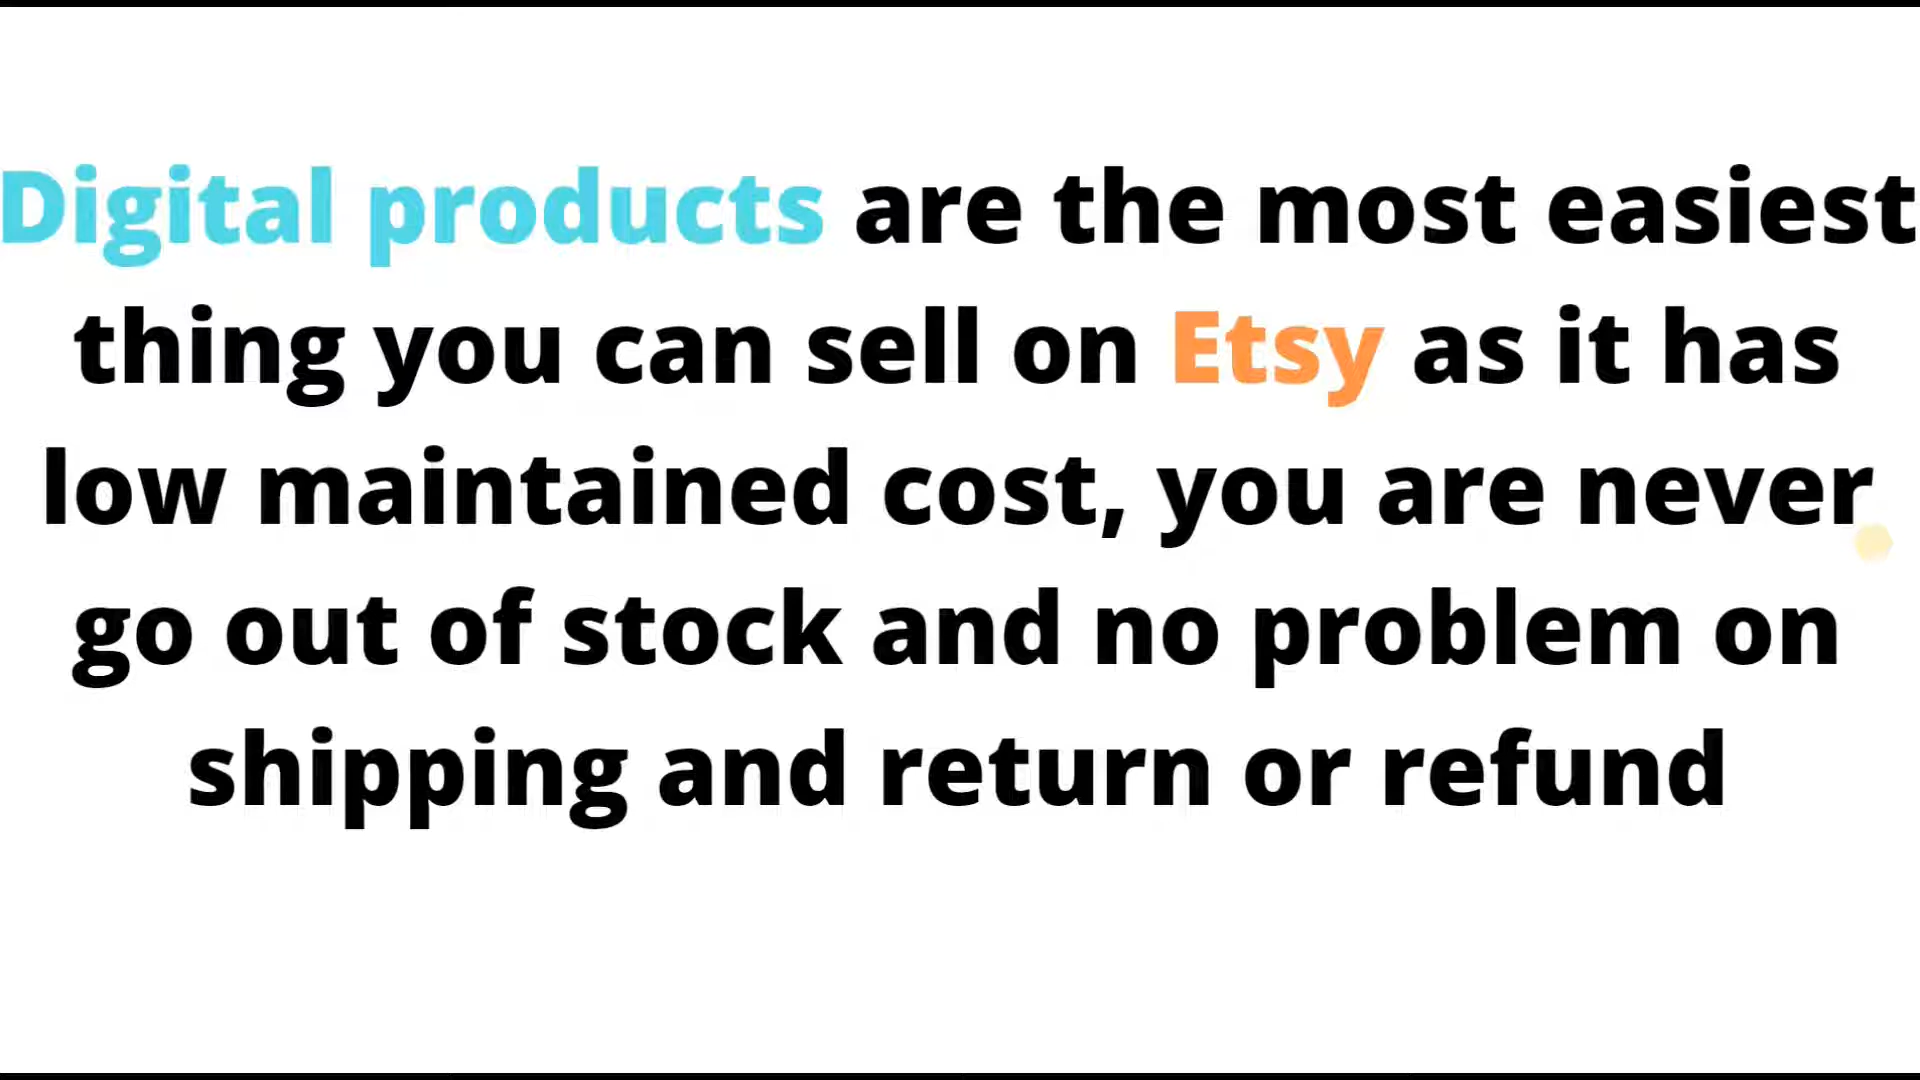 Digital products are the most easiest
thing you can sell on Etsy as it has
low maintained cost, you are never
go out of stock and no problem on
shipping and return or refund